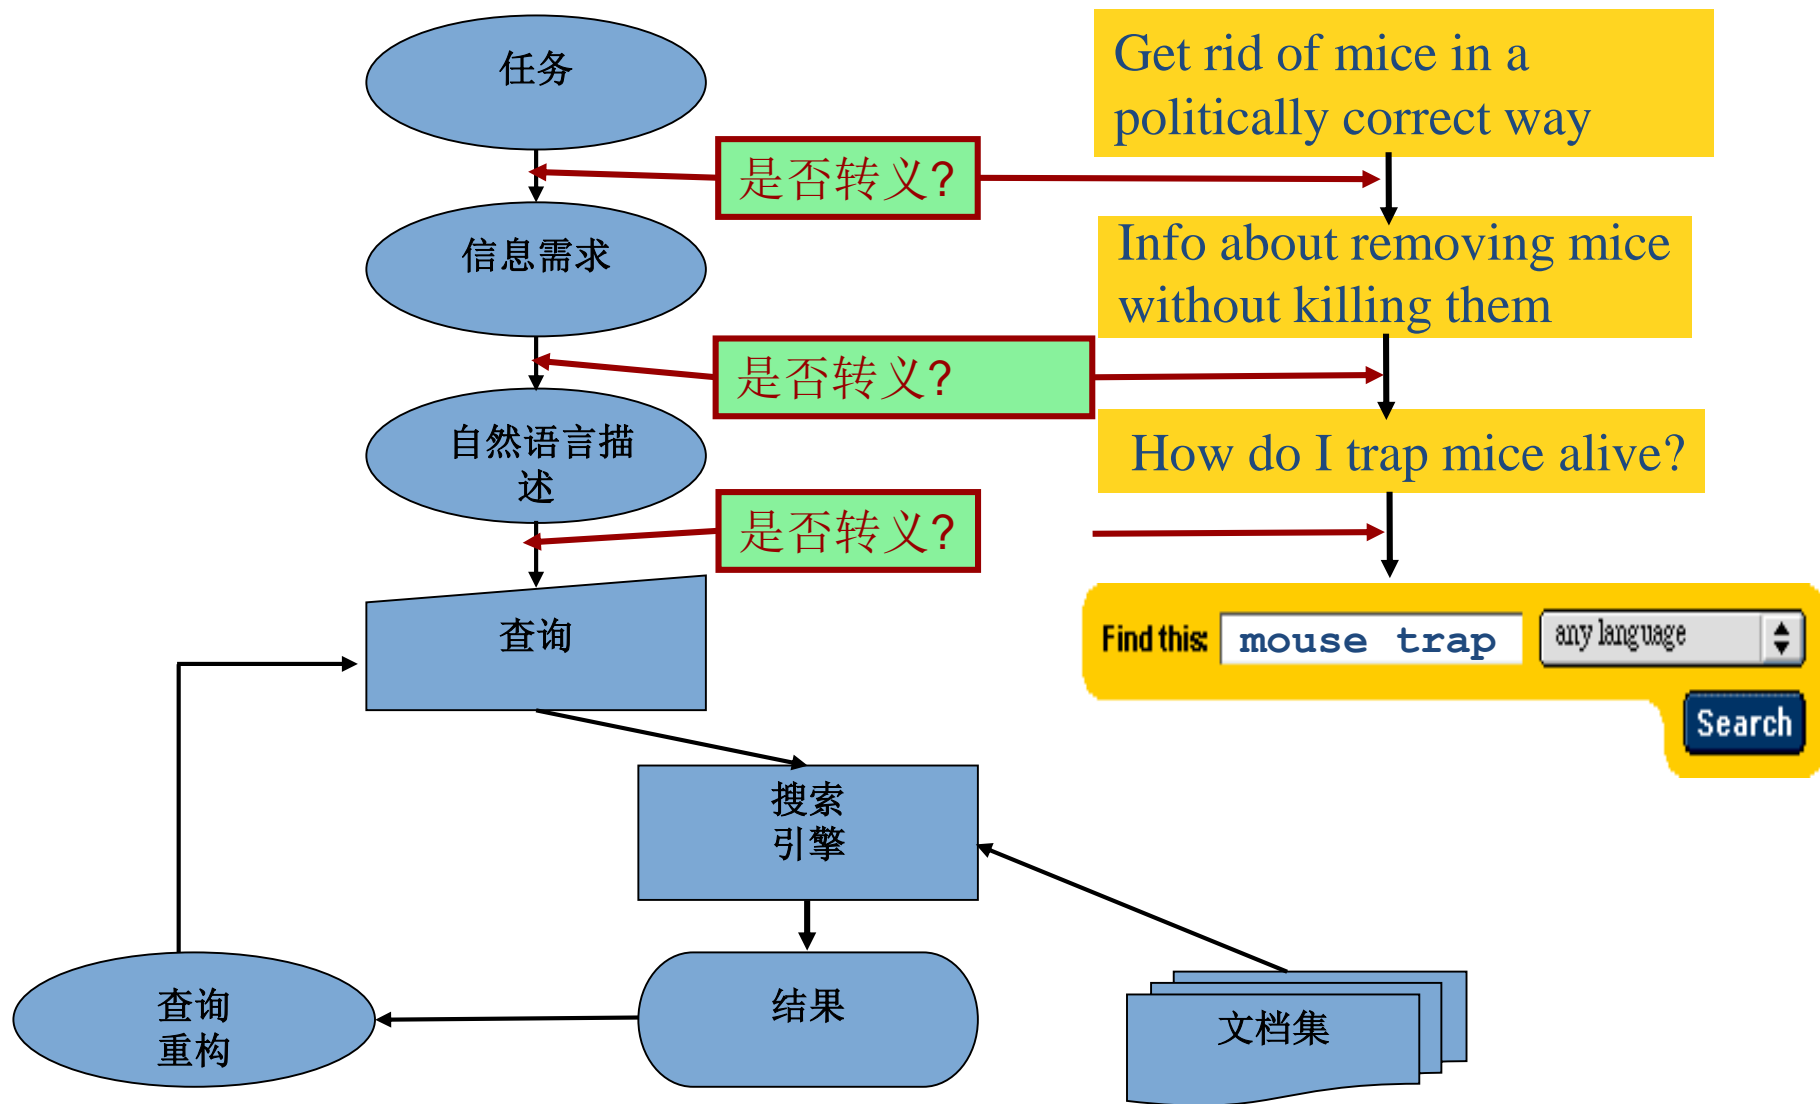 任务
Get rid of mice in a
politically correct way
是否转义?
信息需求
Info about removing mice
without killing them
是否转义?
自然语言描
述
How do I trap mice alive?
是否转义?
查询
Find this: mouse trap any language
Search
搜索
引擎
查询
重构
结果
文档集